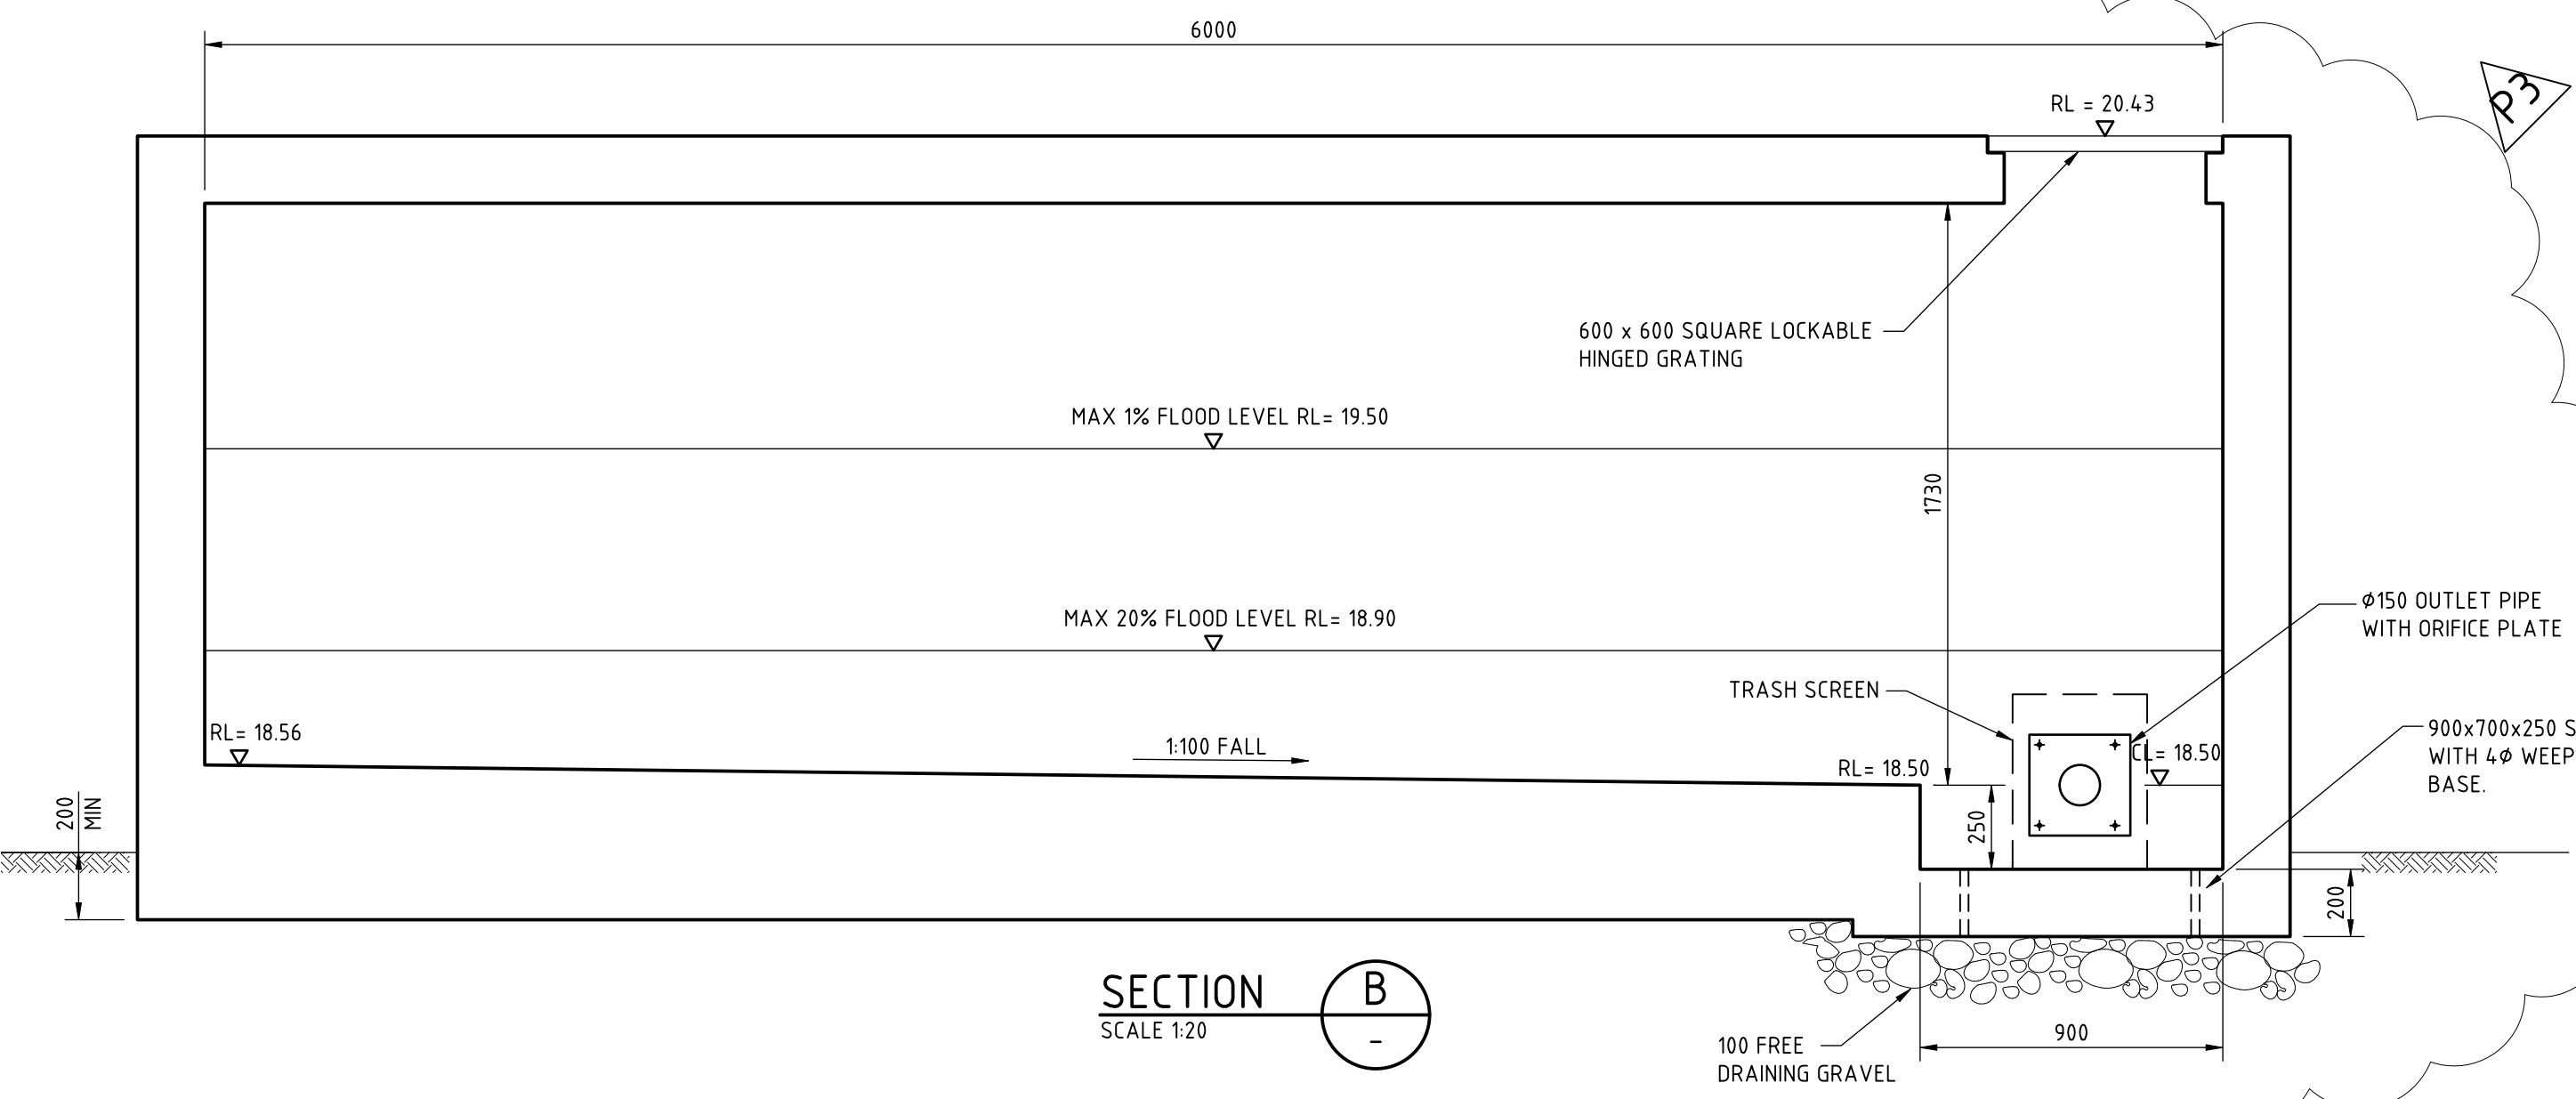 6000
P3
RL = 20.43
600 x 600 SQUARE LOCKABLE
HINGED GRATING
MAX 1% FLOOD LEVEL RL= 19.50
1730
MAX 20% FLOOD LEVEL RL= 18.90
Ø150 OUTLET PIPE
WITH ORIFICE PLATE
TRASH SCREEN
RL= 18.56
1:100 FALL
RL= 18.50
CL= 18.50
900x700x250 S
WITH 4Ø WEEP
BASE.
200
MIN
250
200
SECTION
B
SCALE 1:20
-
900
100 FREE
DRAINING GRAVEL